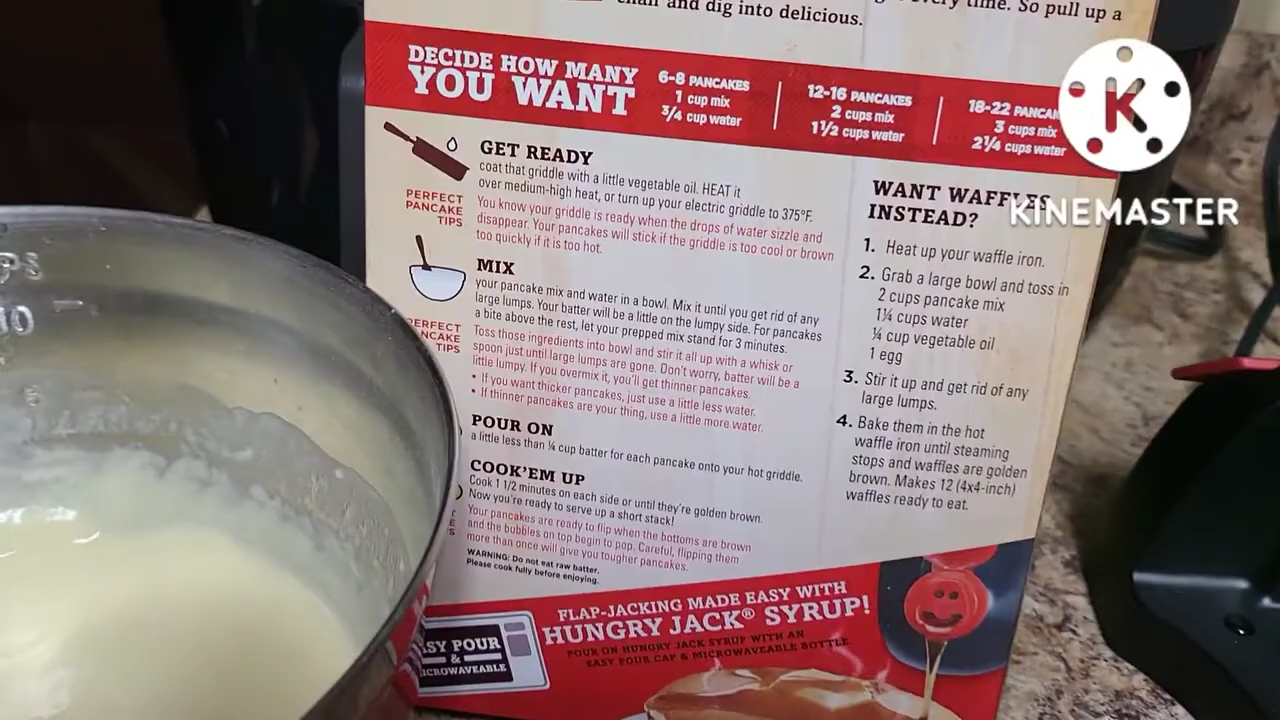 chair and dig into delicious.
every time. So pull up a
DECIDE HOW MANY
YOU WANT
6-8 PANCAKES
1 cup mix
3/4 cup water
12-16 PANCAKES
2 cups mix
1 1/2 cups water
18-22 PANCAK
3 cups mix
2 1/4 cups water
GET READY
coat that griddle with a little vegetable oil. HEAT it
over medium-high heat, or turn up your electric griddle to 375°F.
PERFECT
PANCAKE
TIPS
You know your griddle is ready when the drops of water sizzle and
disappear. Your pancakes will stick if the griddle is too cool or brown
too quickly if it is too hot.
MIX
your pancake mix and water in a bowl. Mix it until you get rid of any
large lumps. Your batter will be a little on the lumpy side. For pancakes
a bite above the rest, let your prepped mix stand for 3 minutes.
PERFECT
NCAKE
TIPS
Toss those ingredients into bowl and stir it all up with a whisk or
spoon just until large lumps are gone. Don't worry, batter will be a
little lumpy. If you overmix it, you'll get thinner pancakes.
• If you want thicker pancakes, just use a little less water.
• If thinner pancakes are your thing, use a little more water.
POUR ON
a little less than 1/4 cup batter for each pancake onto your hot griddle.
COOK'EM UP
Cook 1 1/2 minutes on each side or until they're golden brown.
Now you're ready to serve up a short stack!
Your pancakes are ready to flip when the bottoms are brown
and the bubbles on top begin to pop. Careful, flipping them
more than once will give you tougher pancakes.
WARNING: Do not eat raw batter.
Please cook fully before enjoying.
WANT WAFFLES
INSTEAD?
1. Heat up your waffle iron.
2. Grab a large bowl and toss in
2 cups pancake mix
1 1/4 cups water
1/4 cup vegetable oil
1 egg
3. Stir it up and get rid of any
large lumps.
4. Bake them in the hot
waffle iron until steaming
stops and waffles are golden
brown. Makes 12 (4x4-inch)
waffles ready to eat.
FLAP-JACKING MADE EASY WITH
HUNGRY JACK® SYRUP!
POUR ON HUNGRY JACK SYRUP WITH AN
EASY POUR CAP & MICROWAVEABLE BOTTLE.
ASY POUR
&
ICROWAVEABLE
PS
10
K
KINEMASTER